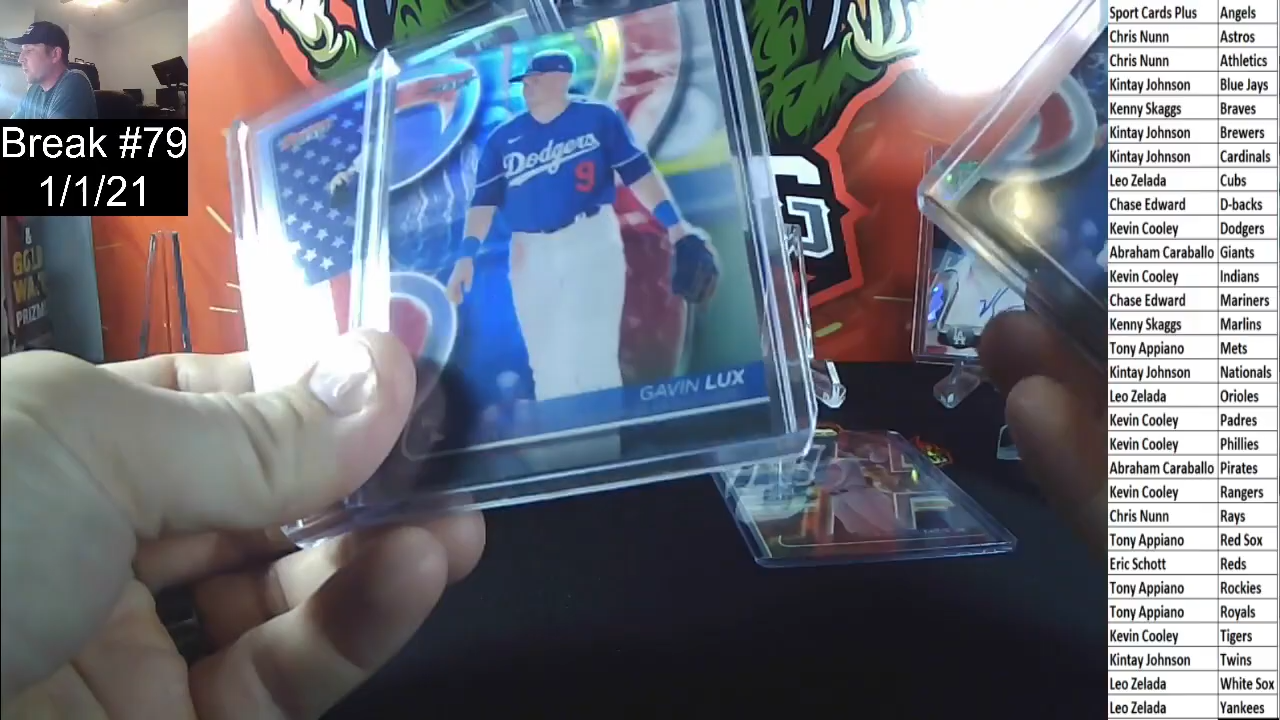 Break #79
1/1/21
&
GOLD
WAVE
PRIZM
Dodgers
9
GAVIN LUX
G
LA
Sport Cards Plus Angels
Chris Nunn Astros
Chris Nunn Athletics
Kintay Johnson Blue Jays
Kenny Skaggs Braves
Kintay Johnson Brewers
Kintay Johnson Cardinals
Leo Zelada Cubs
Chase Edward D-backs
Kevin Cooley Dodgers
Abraham Caraballo Giants
Kevin Cooley Indians
Chase Edward Mariners
Kenny Skaggs Marlins
Tony Appiano Mets
Kintay Johnson Nationals
Leo Zelada Orioles
Kevin Cooley Padres
Kevin Cooley Phillies
Abraham Caraballo Pirates
Kevin Cooley Rangers
Chris Nunn Rays
Tony Appiano Red Sox
Eric Schott Reds
Tony Appiano Rockies
Tony Appiano Royals
Kevin Cooley Tigers
Kintay Johnson Twins
Leo Zelada White Sox
Leo Zelada Yankees